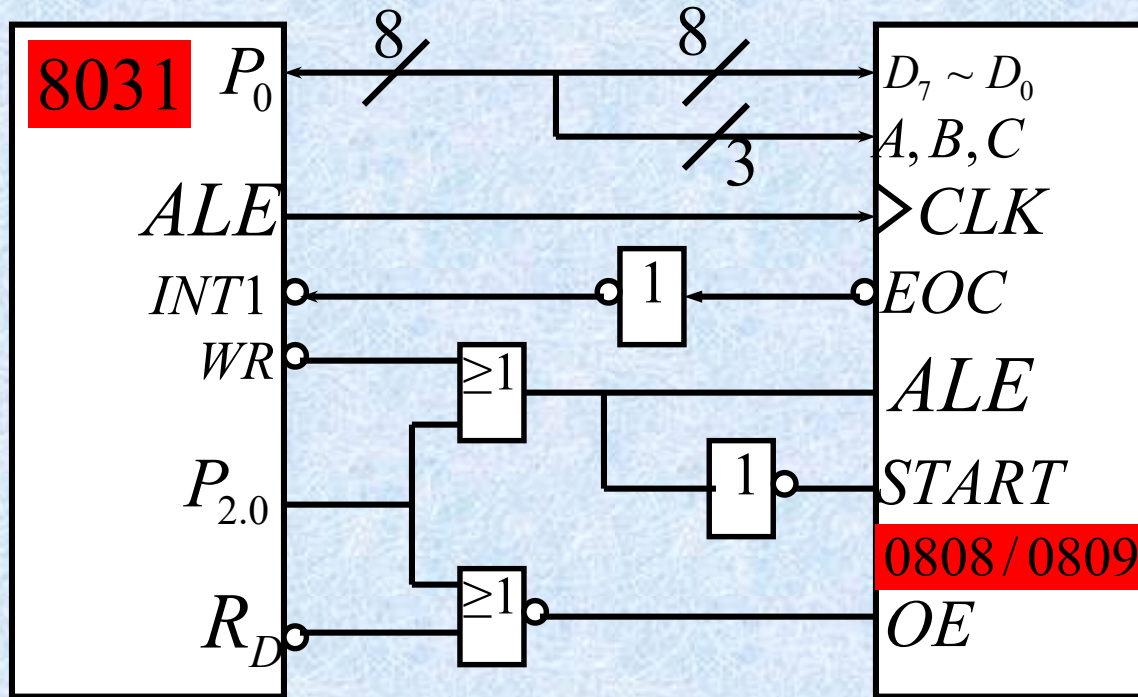 8031
P0
8
8
D7 ~ D0
A, B, C
3
ALE
CLK
INT1
1
EOC
WR
≥1
ALE
P2.0
1
START
0808 / 0809
RD
≥1
OE